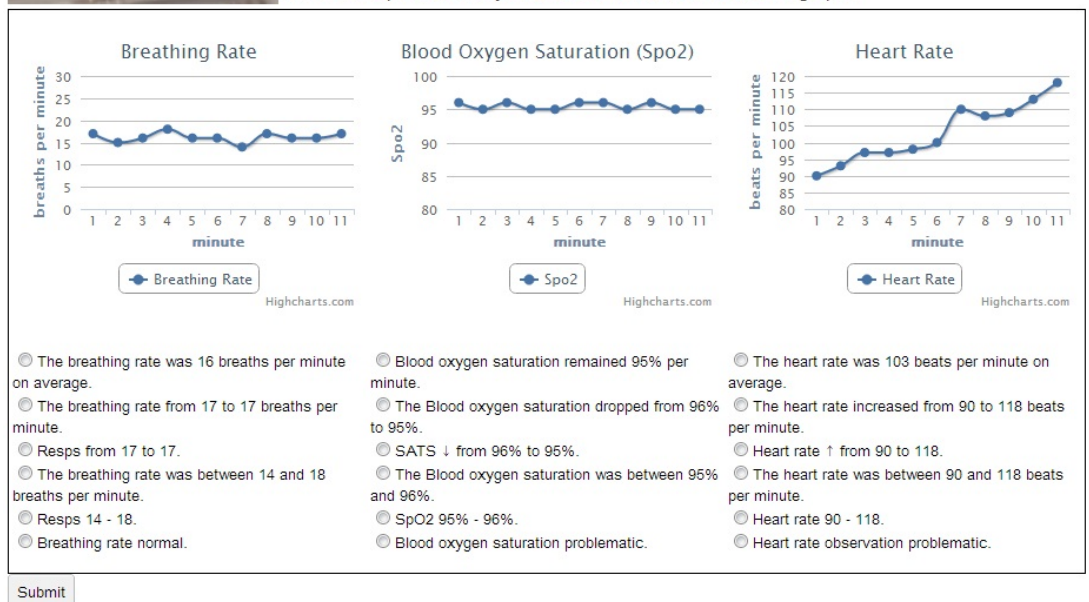 Breathing Rate
breaths per minute
30
25
20
15
10
5
0
1 2 3 4 5 6 7 8 9 10 11
minute
Breathing Rate
Highcharts.com
Blood Oxygen Saturation (Spo2)
Spo2
100
95
90
85
80
1 2 3 4 5 6 7 8 9 10 11
minute
Spo2
Highcharts.com
Heart Rate
beats per minute
120
115
110
105
100
95
90
85
80
1 2 3 4 5 6 7 8 9 10 11
minute
Heart Rate
Highcharts.com
The breathing rate was 16 breaths per minute
on average.
The breathing rate from 17 to 17 breaths per
minute.
Resps from 17 to 17.
The breathing rate was between 14 and 18
breaths per minute.
Resps 14 - 18.
Breathing rate normal.
Blood oxygen saturation remained 95% per
minute.
The Blood oxygen saturation dropped from 96%
to 95%.
SATS ↓ from 96% to 95%.
The Blood oxygen saturation was between 95%
and 96%.
SpO2 95% - 96%.
Blood oxygen saturation problematic.
The heart rate was 103 beats per minute on
average.
The heart rate increased from 90 to 118 beats
per minute.
Heart rate ↑ from 90 to 118.
The heart rate was between 90 and 118 beats
per minute.
Heart rate 90 - 118.
Heart rate observation problematic.
Submit